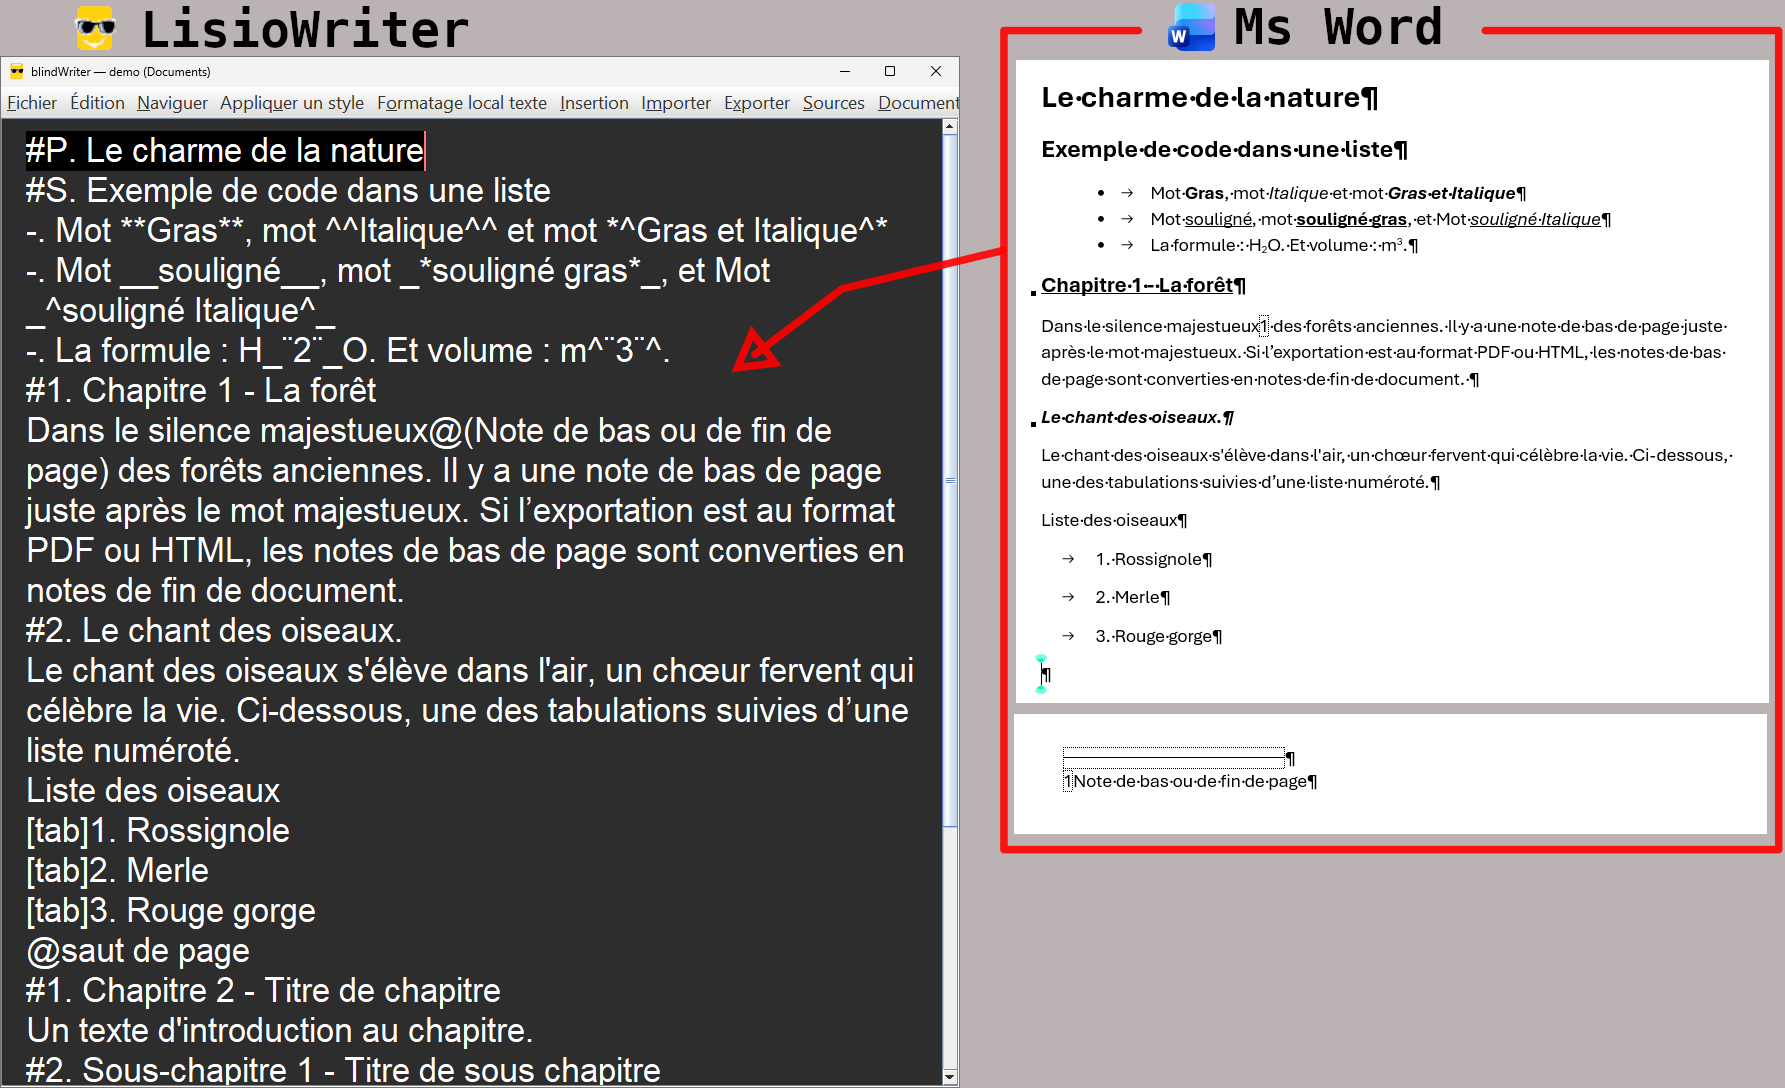 LisioWriter
blindWriter — demo (Documents)
Fichier Édition Naviguer Appliquer un style Formatage local texte Insertion Importer Exporter Sources Document
#P. Le charme de la nature
#S. Exemple de code dans une liste
-. Mot **Gras**, mot ^^Italique^^ et mot *^Gras et Italique^*
-. Mot __souligné__, mot _*souligné gras*_, et Mot
_^souligné Italique^_
-. La formule : H_¨2¨_O. Et volume : m^¨3¨^.
#1. Chapitre 1 - La forêt
Dans le silence majestueux@(Note de bas ou de fin de
page) des forêts anciennes. Il y a une note de bas de page
juste après le mot majestueux. Si l’exportation est au format
PDF ou HTML, les notes de bas de page sont converties en
notes de fin de document.
#2. Le chant des oiseaux.
Le chant des oiseaux s'élève dans l'air, un chœur fervent qui
célèbre la vie. Ci-dessous, une des tabulations suivies d’une
liste numéroté.
Liste des oiseaux
[tab]1. Rossignole
[tab]2. Merle
[tab]3. Rouge gorge
@saut de page
#1. Chapitre 2 - Titre de chapitre
Un texte d'introduction au chapitre.
#2. Sous-chapitre 1 - Titre de sous chapitre
W Ms Word
Le·charme·de·la·nature¶
Exemple·de·code·dans·une·liste¶
• → Mot·Gras,·mot·Italique·et·mot·Gras·et·Italique¶
• → Mot·souligné,·mot·souligné·gras,·et·Mot·souligné·Italique¶
• → La·formule·:·H₂O.·Et·volume·:·m³.¶
Chapitre·1·-·La·forêt¶
Dans·le·silence·majestueux1·des·forêts·anciennes.·Il·y·a·une·note·de·bas·de·page·juste·
après·le·mot·majestueux.·Si·l’exportation·est·au·format·PDF·ou·HTML,·les·notes·de·bas·
de·page·sont·converties·en·notes·de·fin·de·document.·¶
Le·chant·des·oiseaux.¶
Le·chant·des·oiseaux·s'élève·dans·l'air,·un·chœur·fervent·qui·célèbre·la·vie.·Ci-dessous,·
une·des·tabulations·suivies·d’une·liste·numéroté.¶
Liste·des·oiseaux¶
→ 1.·Rossignole¶
→ 2.·Merle¶
→ 3.·Rouge·gorge¶
¶
¶
1Note·de·bas·ou·de·fin·de·page¶